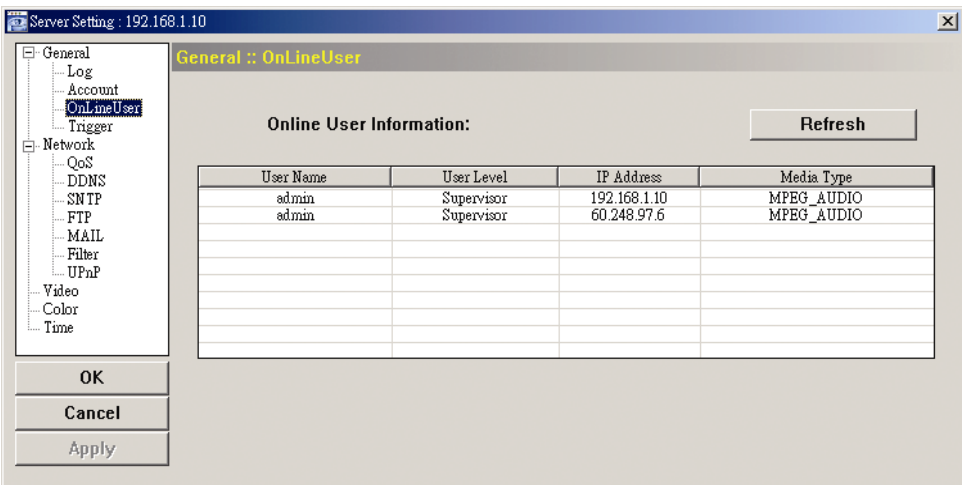 Server Setting : 192.168.1.10
General
Log
Account
OnLineUser
Trigger
Network
QoS
DDNS
SNTP
FTP
MAIL
Filter
UPnP
Video
Color
Time
OK
Cancel
Apply
General :: OnLineUser
Online User Information:
Refresh
User Name User Level IP Address Media Type
admin Supervisor 192.168.1.10 MPEG_AUDIO
admin Supervisor 60.248.97.6 MPEG_AUDIO